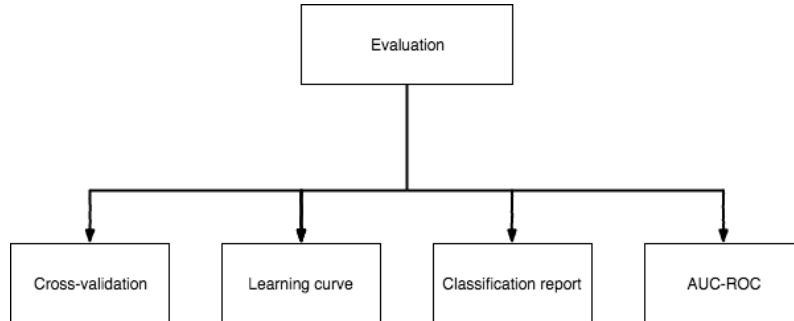 Evaluation
Cross-validation
Learning curve
Classification report
AUC-ROC